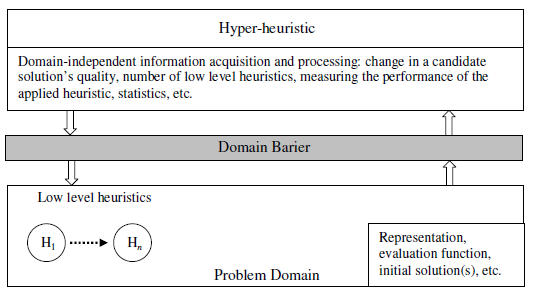 Hyper-heuristic
Domain-independent information acquisition and processing: change in a candidate
solution's quality, number of low level heuristics, measuring the performance of the
applied heuristic, statistics, etc.
Domain Barier
Low level heuristics
H1 Hn
Representation,
evaluation function,
initial solution(s), etc.
Problem Domain